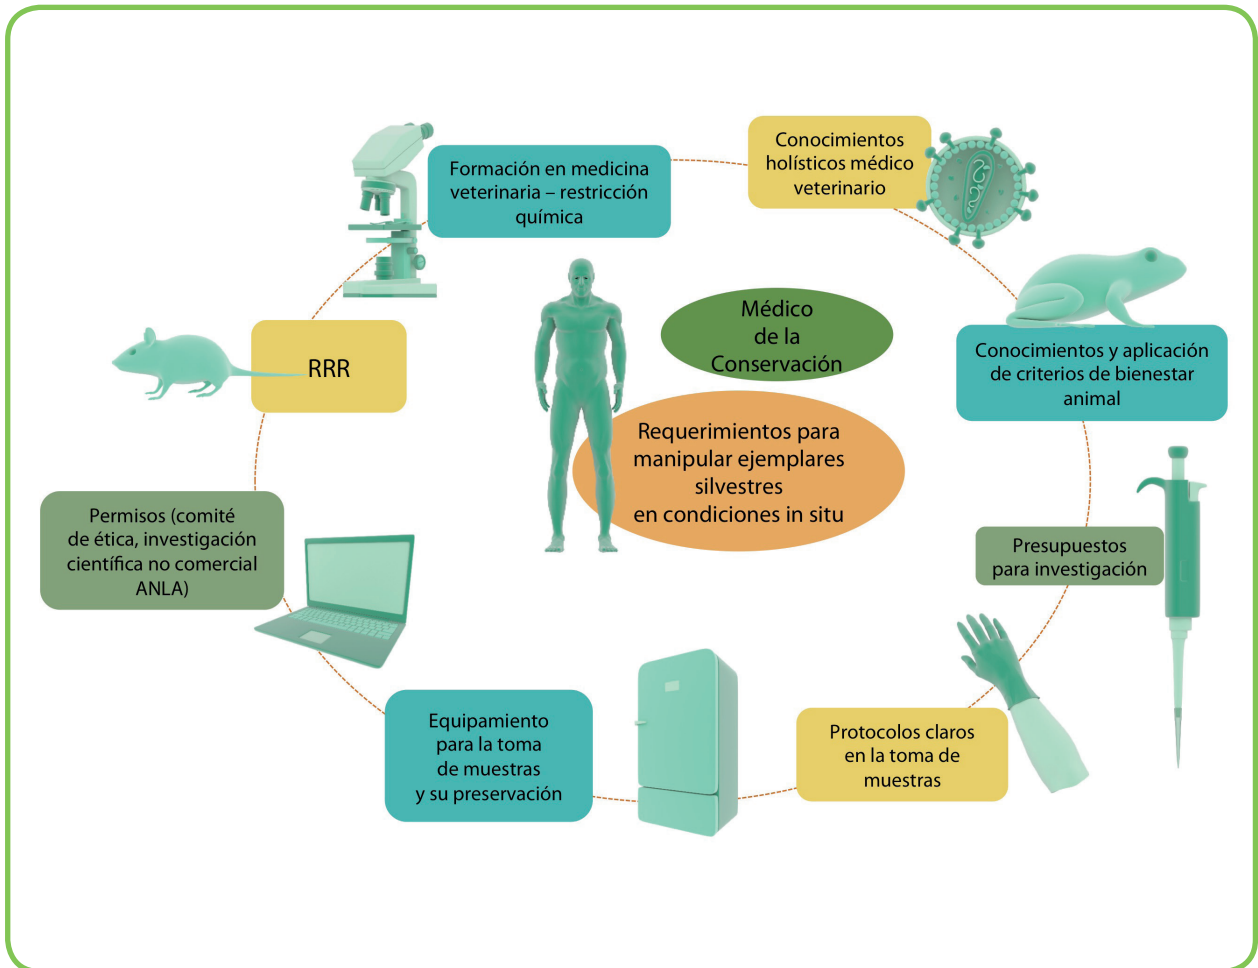 Formación en medicina
veterinaria – restricción
química
Conocimientos
holísticos médico
veterinario
Médico
de la
Conservación
RRR
Conocimientos y aplicación
de criterios de bienestar
animal
Requerimientos para
manipular ejemplares
silvestres
en condiciones in situ
Permisos (comité
de ética, investigación
científica no comercial
ANLA)
Presupuestos
para investigación
Equipamiento
para la toma
de muestras
y su preservación
Protocolos claros
en la toma de
muestras